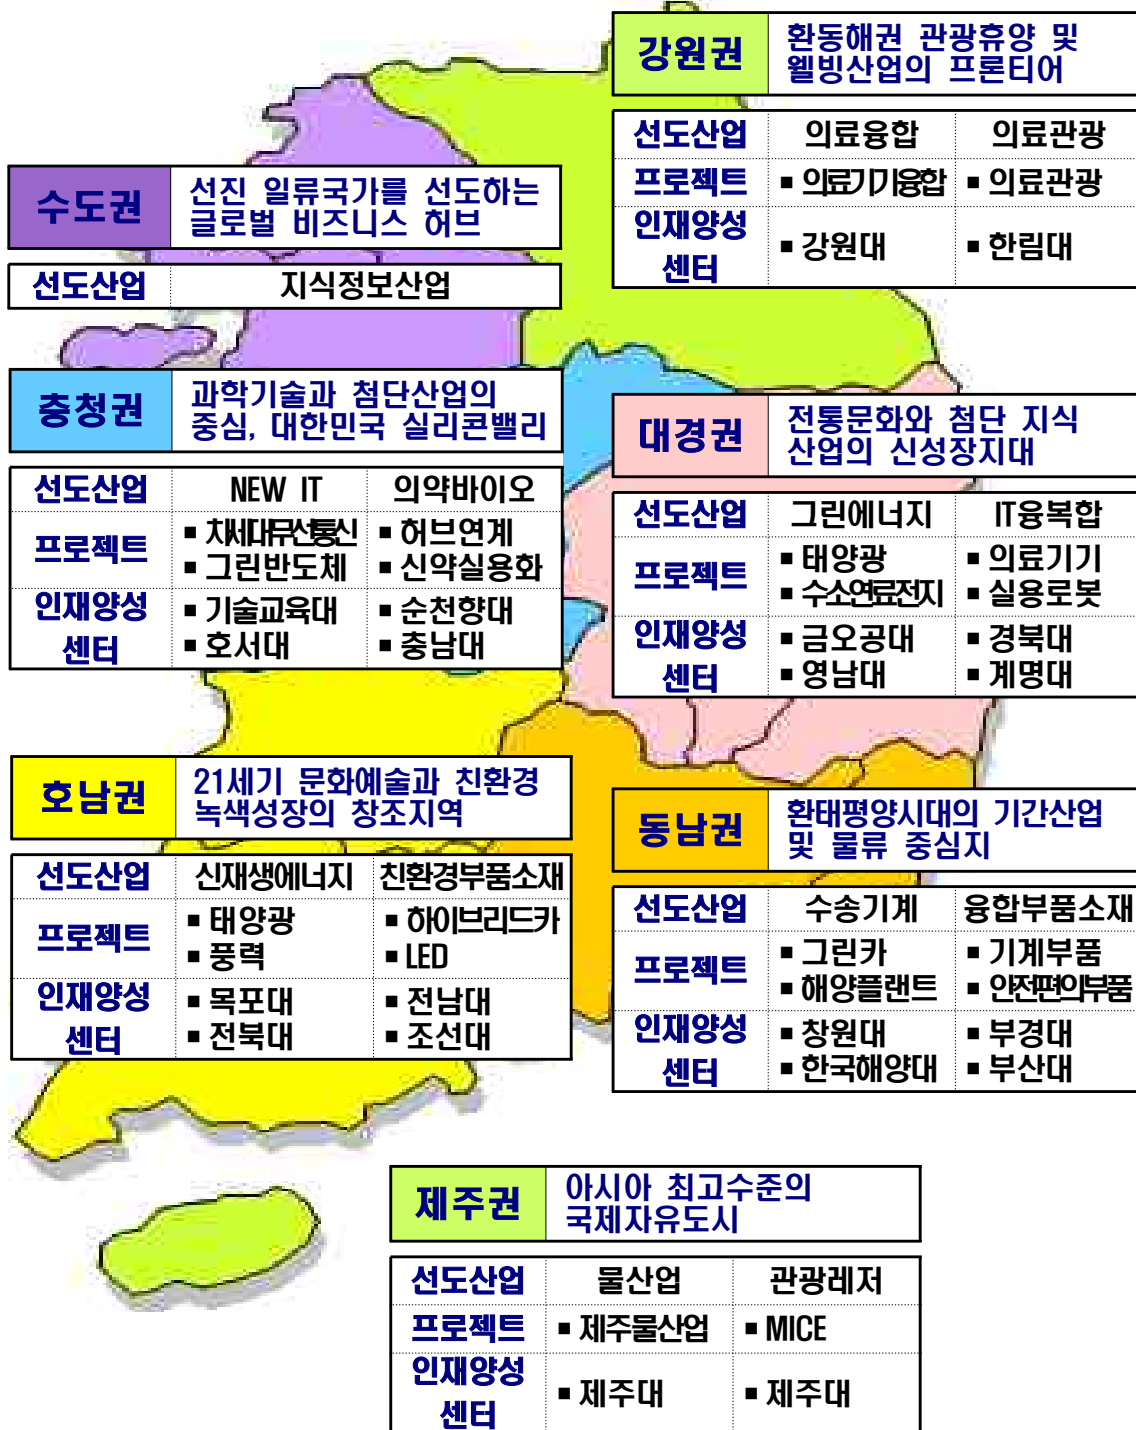 강원권
환동해권 관광휴양 및
웰빙산업의 프론티어
선도산업 의료융합 의료관광
프로젝트 ▪ 의료기기융합 ▪ 의료관광
인재양성
센터
▪ 강원대 ▪ 한림대
수도권
선진 일류국가를 선도하는
글로벌 비즈니스 허브
선도산업 지식정보산업
충청권
과학기술과 첨단산업의
중심, 대한민국 실리콘밸리
선도산업 NEW IT 의약바이오
프로젝트
▪ 차세대무선통신 ▪ 허브연계
▪ 그린반도체 ▪ 신약실용화
인재양성
센터
▪ 기술교육대 ▪ 순천향대
▪ 호서대 ▪ 충남대
대경권
전통문화와 첨단 지식
산업의 신성장지대
선도산업 그린에너지 IT융복합
프로젝트
▪ 태양광 ▪ 의료기기
▪ 수소연료전지 ▪ 실용로봇
인재양성
센터
▪ 금오공대 ▪ 경북대
▪ 영남대 ▪ 계명대
호남권
21세기 문화예술과 친환경
녹색성장의 창조지역
선도산업 신재생에너지 친환경부품소재
프로젝트
▪ 태양광 ▪ 하이브리드카
▪ 풍력 ▪ LED
인재양성
센터
▪ 목포대 ▪ 전남대
▪ 전북대 ▪ 조선대
동남권
환태평양시대의 기간산업
및 물류 중심지
선도산업 수송기계 융합부품소재
프로젝트
▪ 그린카 ▪ 기계부품
▪ 해양플랜트 ▪ 안전편의부품
인재양성
센터
▪ 창원대 ▪ 부경대
▪ 한국해양대 ▪ 부산대
제주권
아시아 최고수준의
국제자유도시
선도산업 물산업 관광레저
프로젝트 ▪ 제주물산업 ▪ MICE
인재양성
센터
▪ 제주대 ▪ 제주대